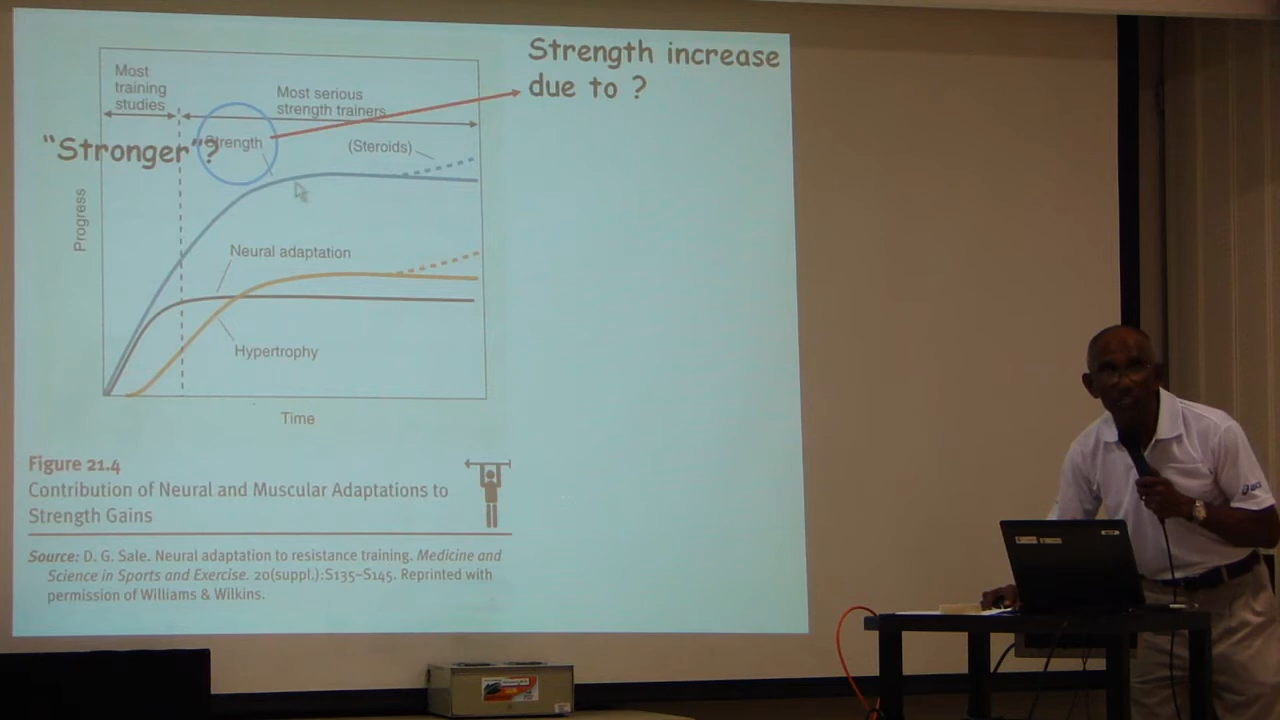 Strength increase
due to ?
Most
training
studies
Most serious
strength trainers
"Stronger"?
Strength
(Steroids)
Progress
Neural adaptation
Hypertrophy
Time
Figure 21.4
Contribution of Neural and Muscular Adaptations to
Strength Gains
Source: D. G. Sale. Neural adaptation to resistance training. Medicine and
Science in Sports and Exercise. 20(suppl.):S135–S145. Reprinted with
permission of Williams & Wilkins.